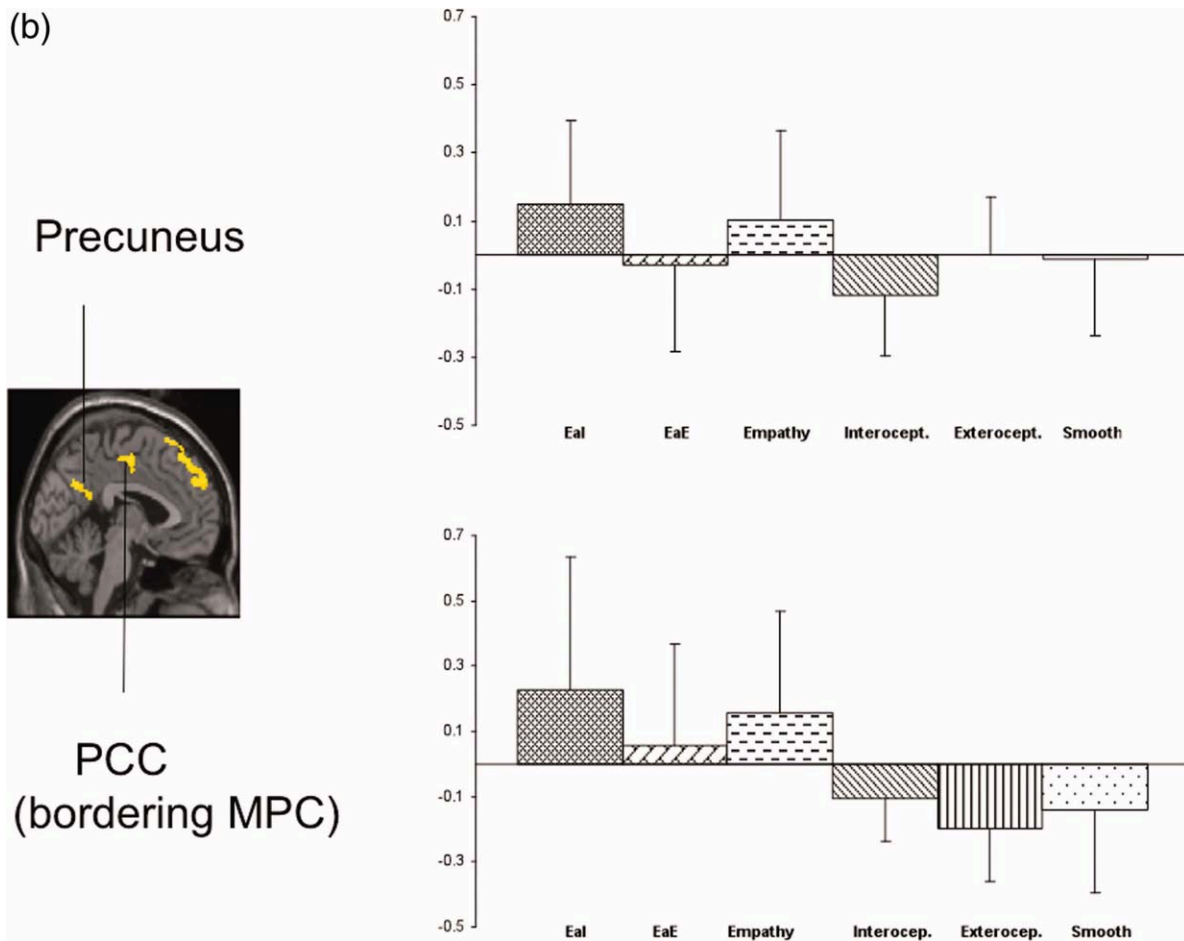 (b)
Precuneus
PCC
(bordering MPC)
0.7
0.5
0.3
0.1
-0.1
-0.3
-0.5
EaI EaE Empathy Interocept. Exterocept. Smooth
0.7
0.5
0.3
0.1
-0.1
-0.3
-0.5
EaI EaE Empathy Interocep. Exterocep. Smooth